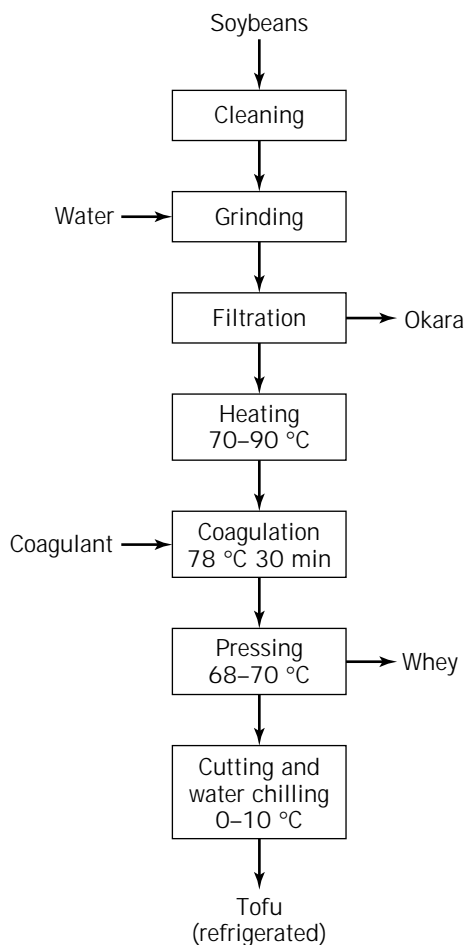 Soybeans
Cleaning
Water
Grinding
Filtration
Okara
Heating
70–90 °C
Coagulant
Coagulation
78 °C 30 min
Pressing
68–70 °C
Whey
Cutting and
water chilling
0–10 °C
Tofu
(refrigerated)